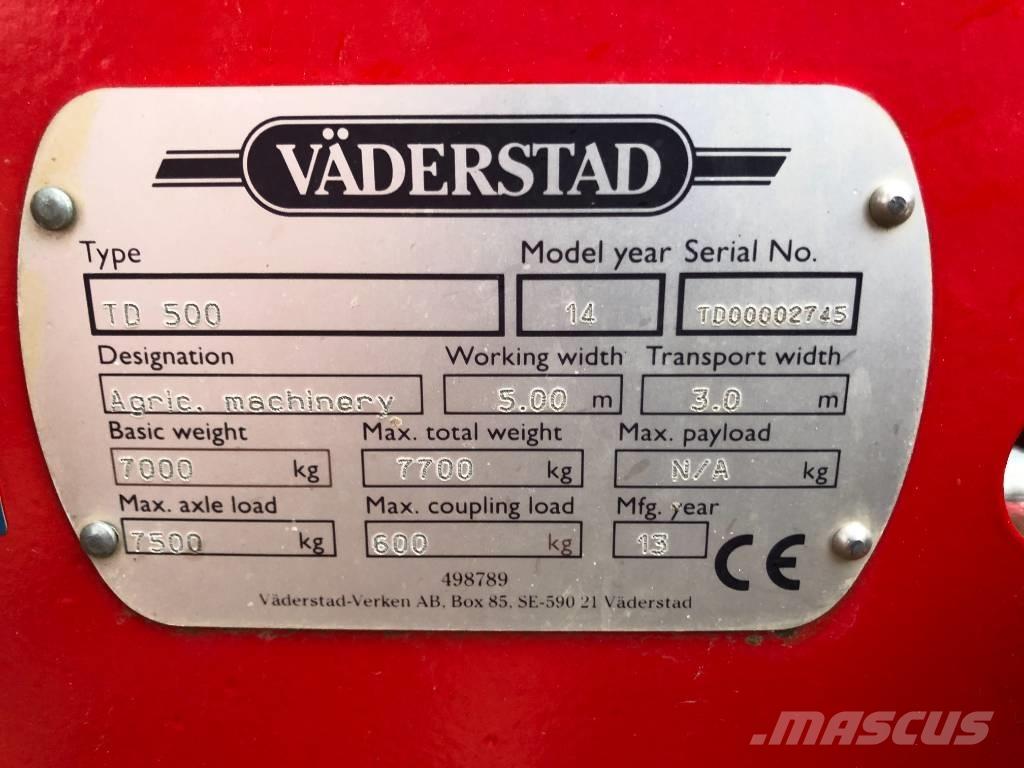 VÄDERSTAD
Type Model year Serial No.
TD 500 14 TD00002745
Designation Working width Transport width
Agric. machinery 5.00 m 3.0 m
Basic weight Max. total weight Max. payload
7000 kg 7700 kg N/A kg
Max. axle load Max. coupling load Mfg. year
7500 kg 600 kg 13 CE
498789
Väderstad-Verken AB, Box 85, SE-590 21 Väderstad
.MASCUS